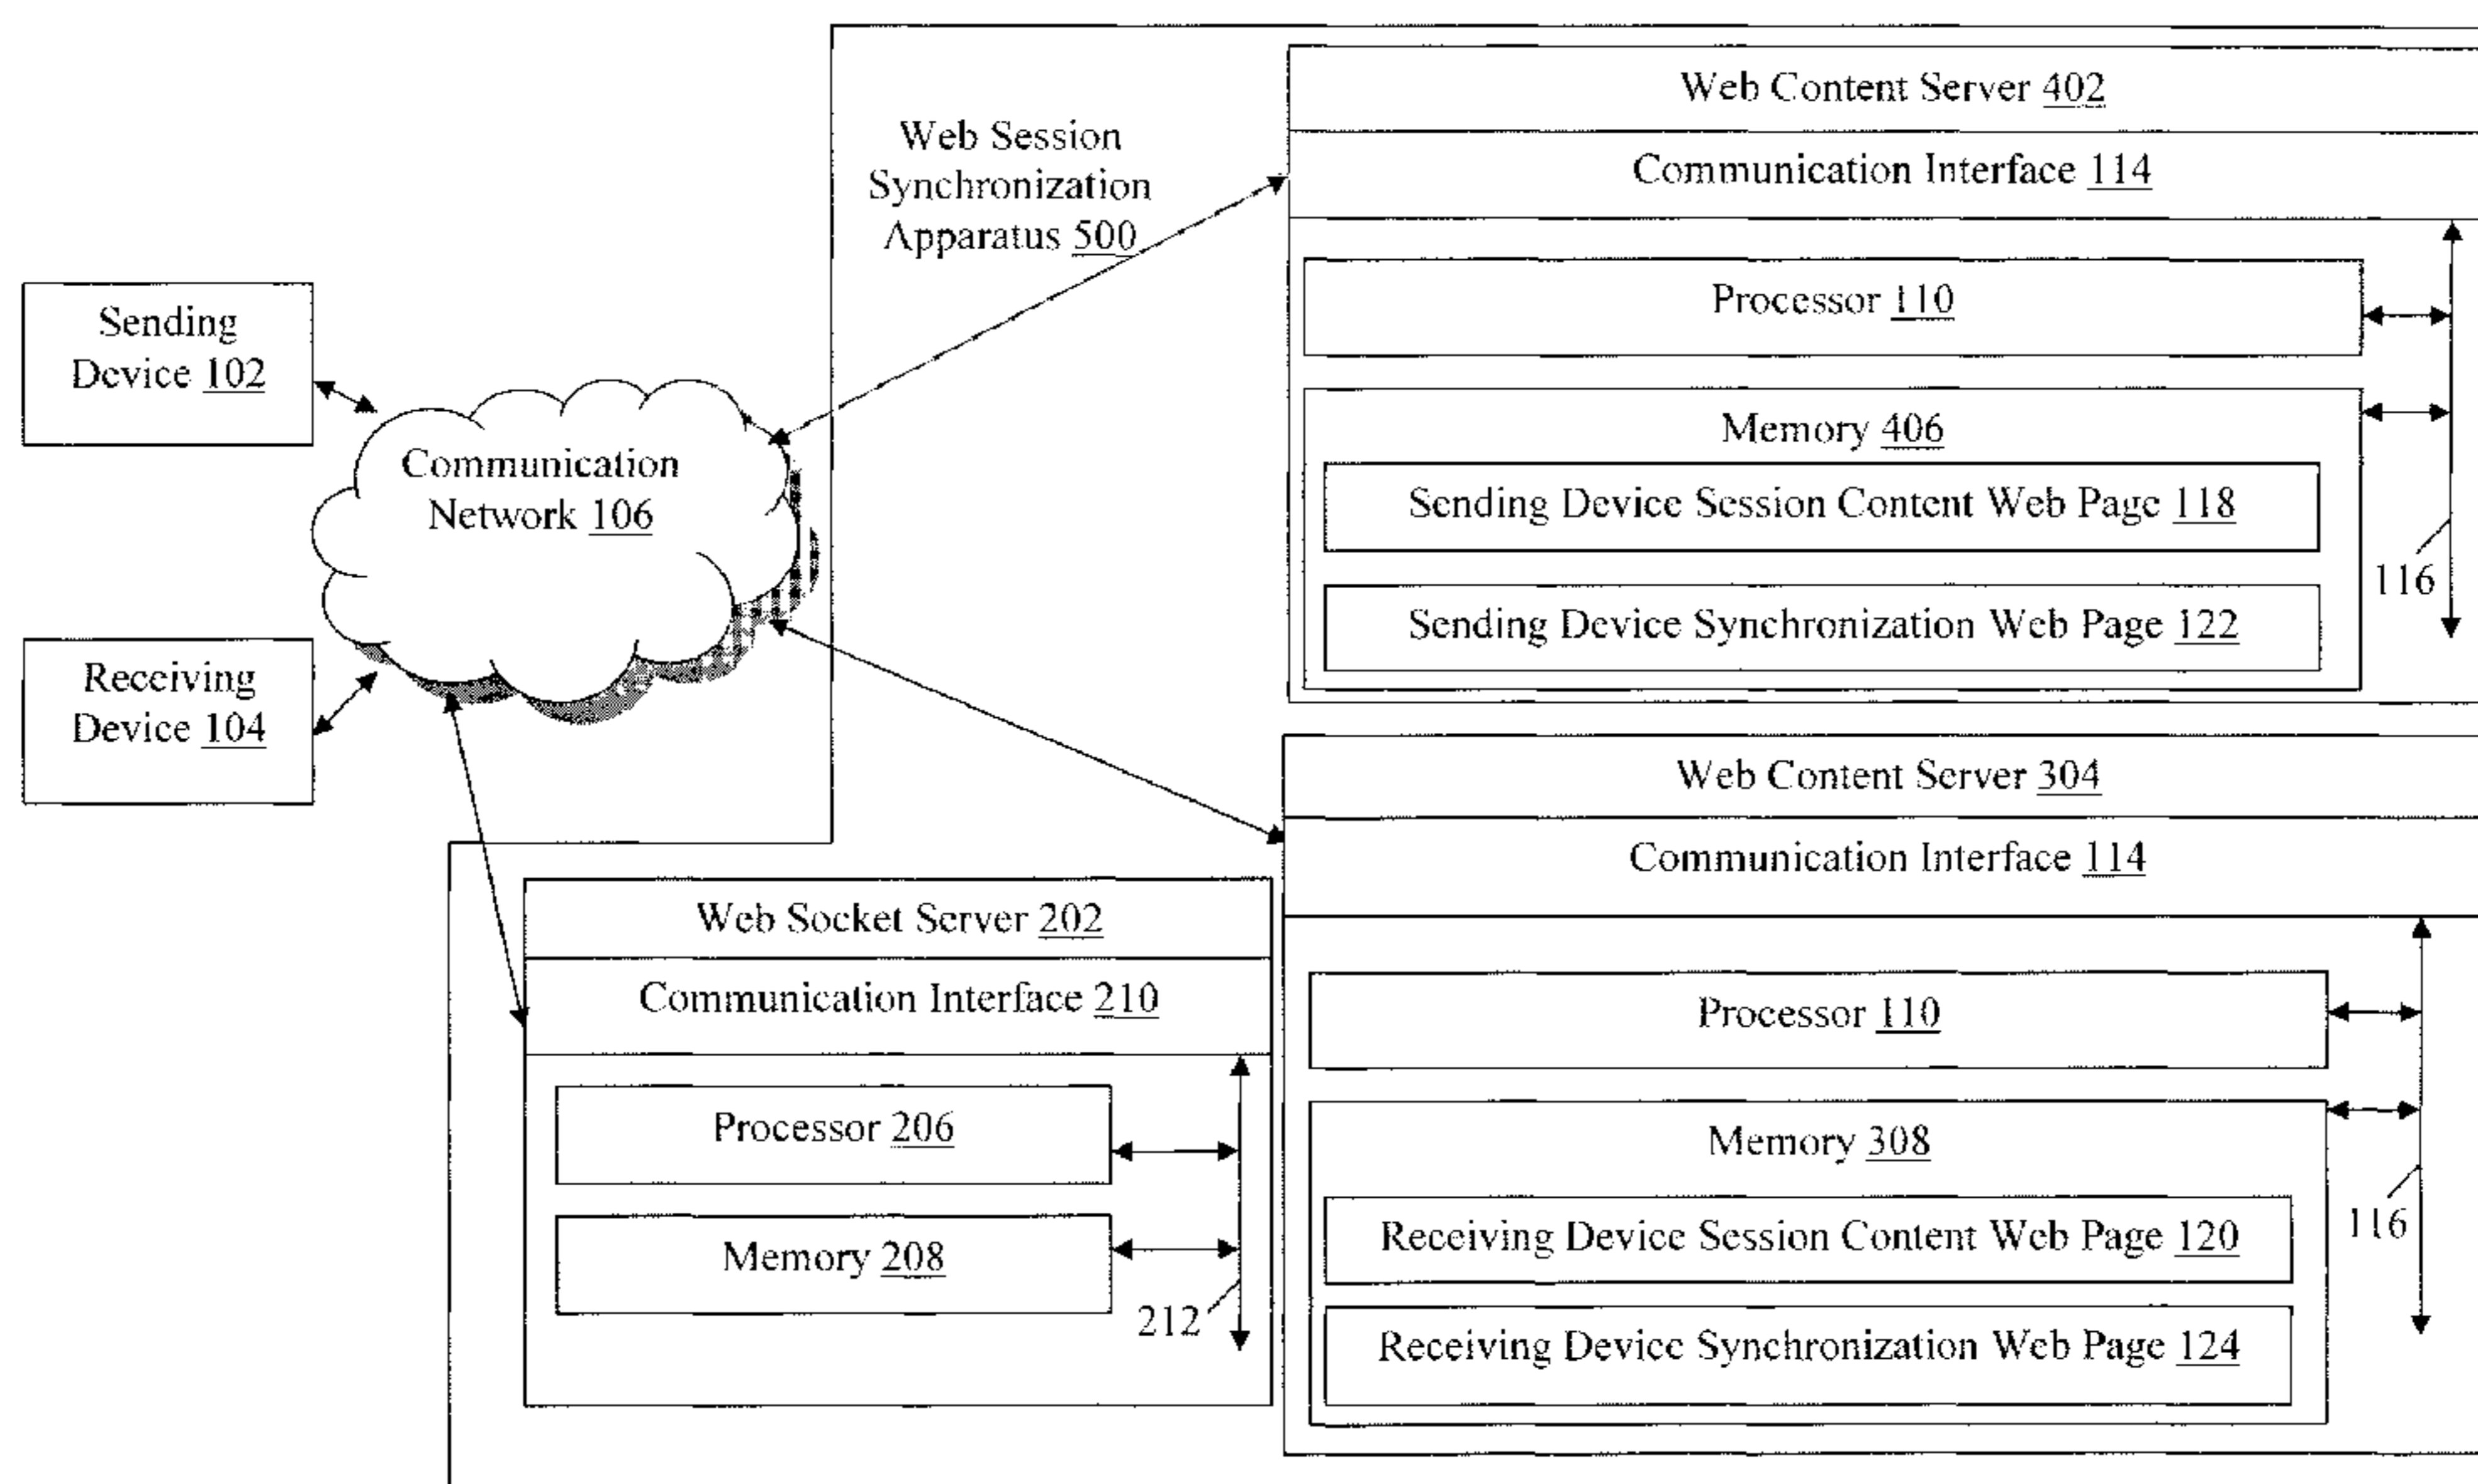 Web Content Server 402
Communication Interface 114
Web Session
Synchronization
Apparatus 500
Processor 110
Memory 406
Sending Device Session Content Web Page 118
Sending Device Synchronization Web Page 122
116
Sending
Device 102
Communication
Network 106
Receiving
Device 104
Web Content Server 304
Communication Interface 114
Processor 110
Memory 308
Receiving Device Session Content Web Page 120
Receiving Device Synchronization Web Page 124
116
Web Socket Server 202
Communication Interface 210
Processor 206
Memory 208
212